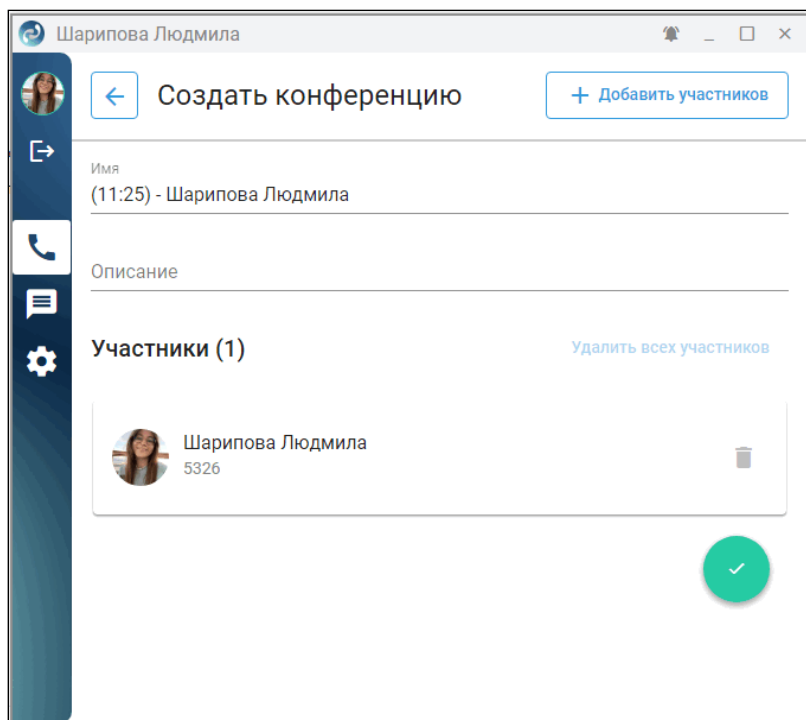 Шарипова Людмила
Создать конференцию
+ Добавить участников
Имя
(11:25) - Шарипова Людмила
Описание
Участники (1)
Удалить всех участников
Шарипова Людмила
5326